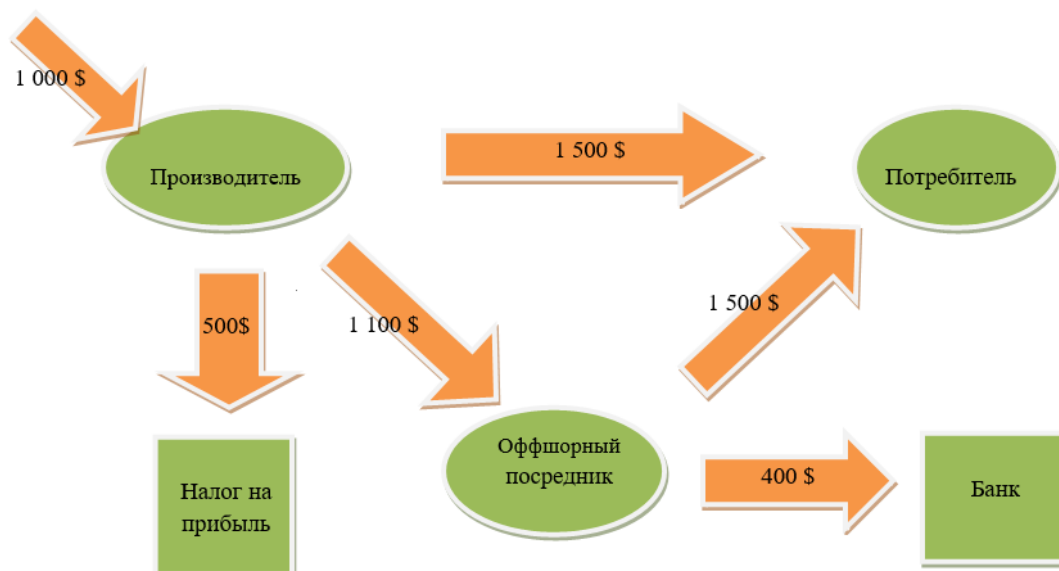 1 000 $
Производитель
1 500 $
Потребитель
500$
1 100 $
1 500 $
Оффшорный
посредник
400 $
Налог на
прибыль
Банк